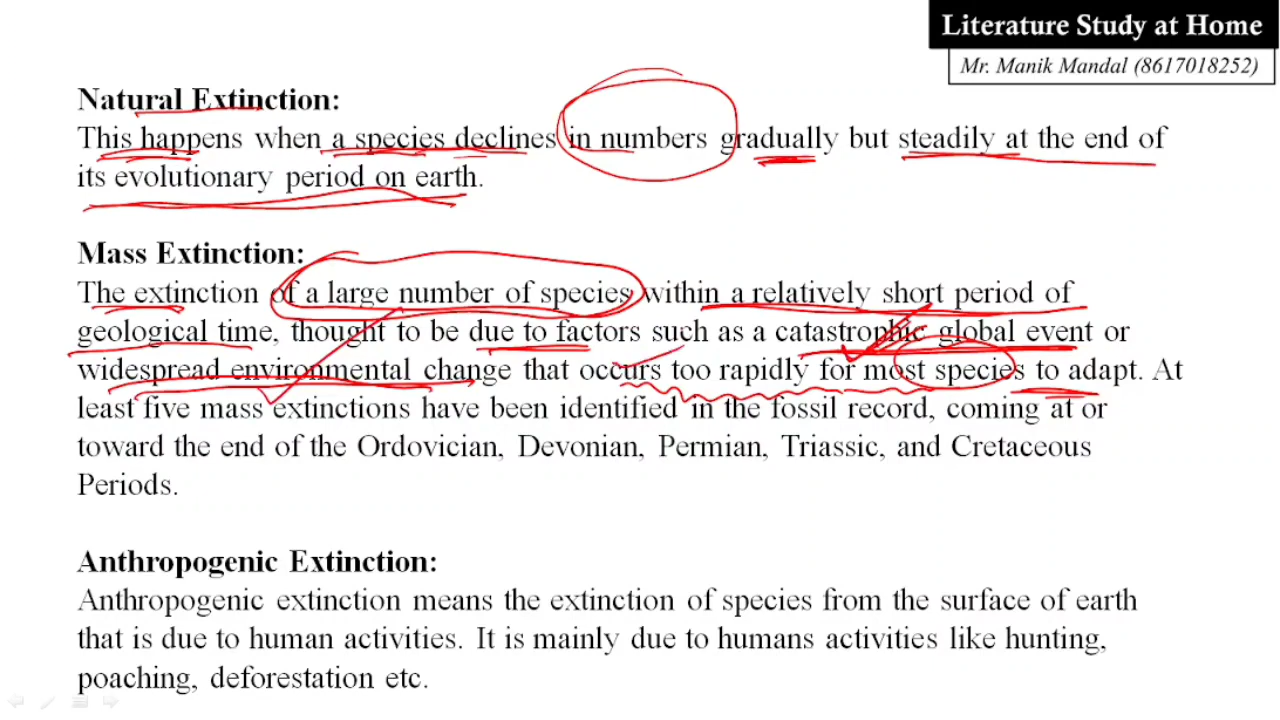 Literature Study at Home
Mr. Manik Mandal (8617018252)
Natural Extinction:
This happens when a species declines in numbers gradually but steadily at the end of
its evolutionary period on earth.
Mass Extinction:
The extinction of a large number of species within a relatively short period of
geological time, thought to be due to factors such as a catastrophic global event or
widespread environmental change that occurs too rapidly for most species to adapt. At
least five mass extinctions have been identified in the fossil record, coming at or
toward the end of the Ordovician, Devonian, Permian, Triassic, and Cretaceous
Periods.
Anthropogenic Extinction:
Anthropogenic extinction means the extinction of species from the surface of earth
that is due to human activities. It is mainly due to humans activities like hunting,
poaching, deforestation etc.